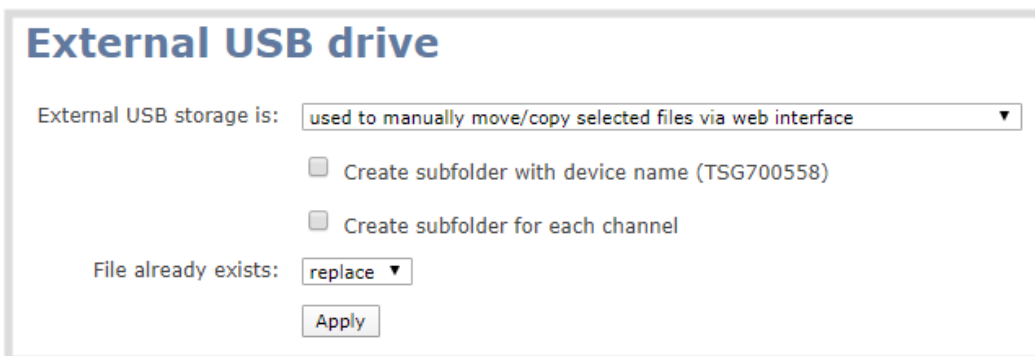 External USB drive
External USB storage is: used to manually move/copy selected files via web interface
Create subfolder with device name (TSG700558)
Create subfolder for each channel
File already exists: replace
Apply